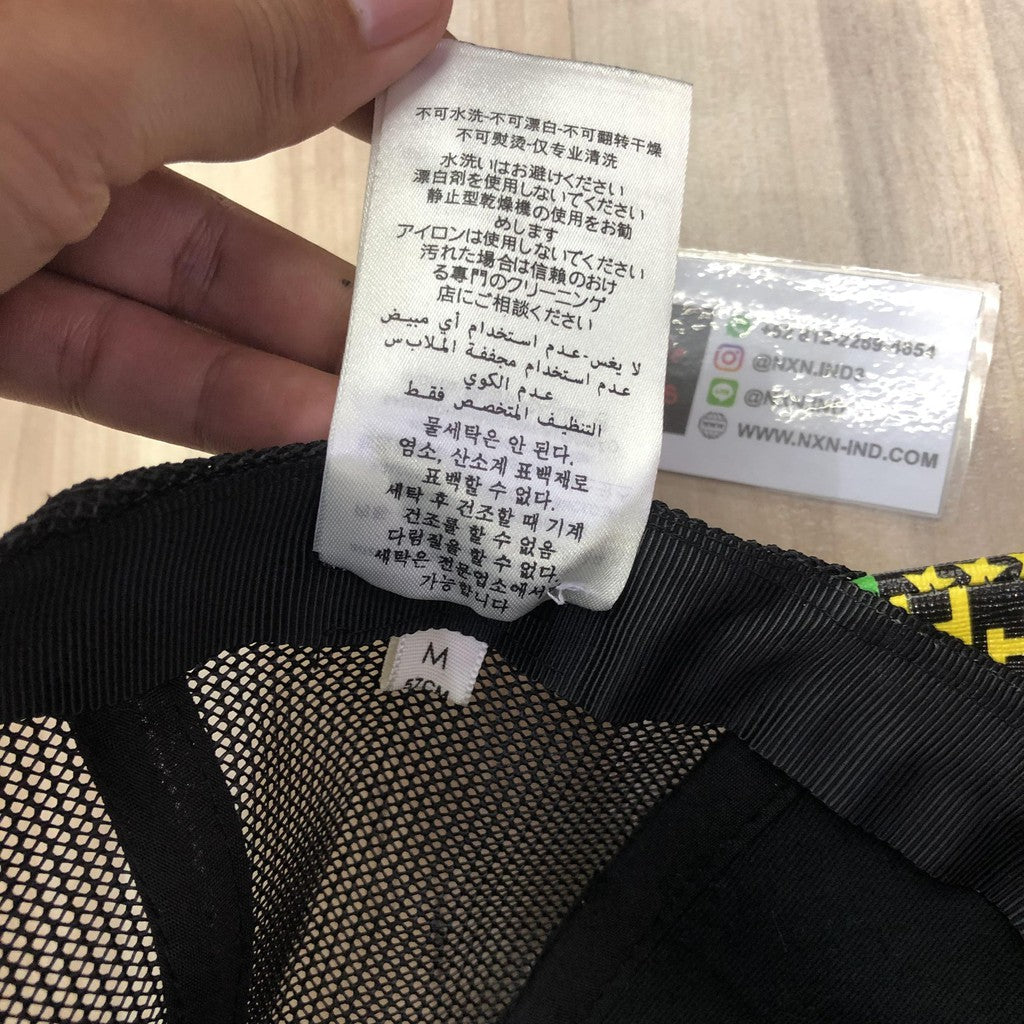 不可水洗-不可漂白-不可翻转干燥
不可熨烫-仅专业清洗
水洗いはお避けください
漂白剤を使用しないでください
静止型乾燥機の使用をお勧
めします
アイロンは使用しないでください
汚れた場合は信頼のおけ
る専門のクリーニング
店にご相談ください
لا يغس-عدم استخدام أي مبيض
عدم استخدام مجففة الملابس
عدم الكوي
التنظيف المتخصص فقط
물세탁은 안 된다.
염소, 산소계 표백제로
표백할 수 없다.
세탁 후 건조할 때 기계
건조를 할 수 없음
다림질을 할 수 없다.
세탁은 전문업소에서
가능합니다
M
57CM
@NXN.IND3
WWW.NXN-IND.COM